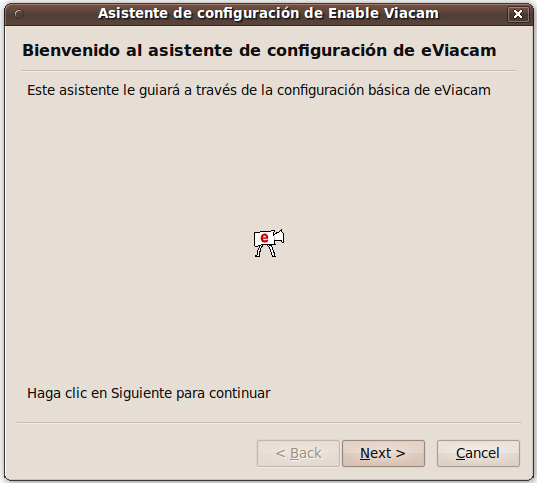 Asistente de configuración de Enable Viacam
Bienvenido al asistente de configuración de eViacam
Este asistente le guiará a través de la configuración básica de eViacam
e
Haga clic en Siguiente para continuar
< Back Next > Cancel